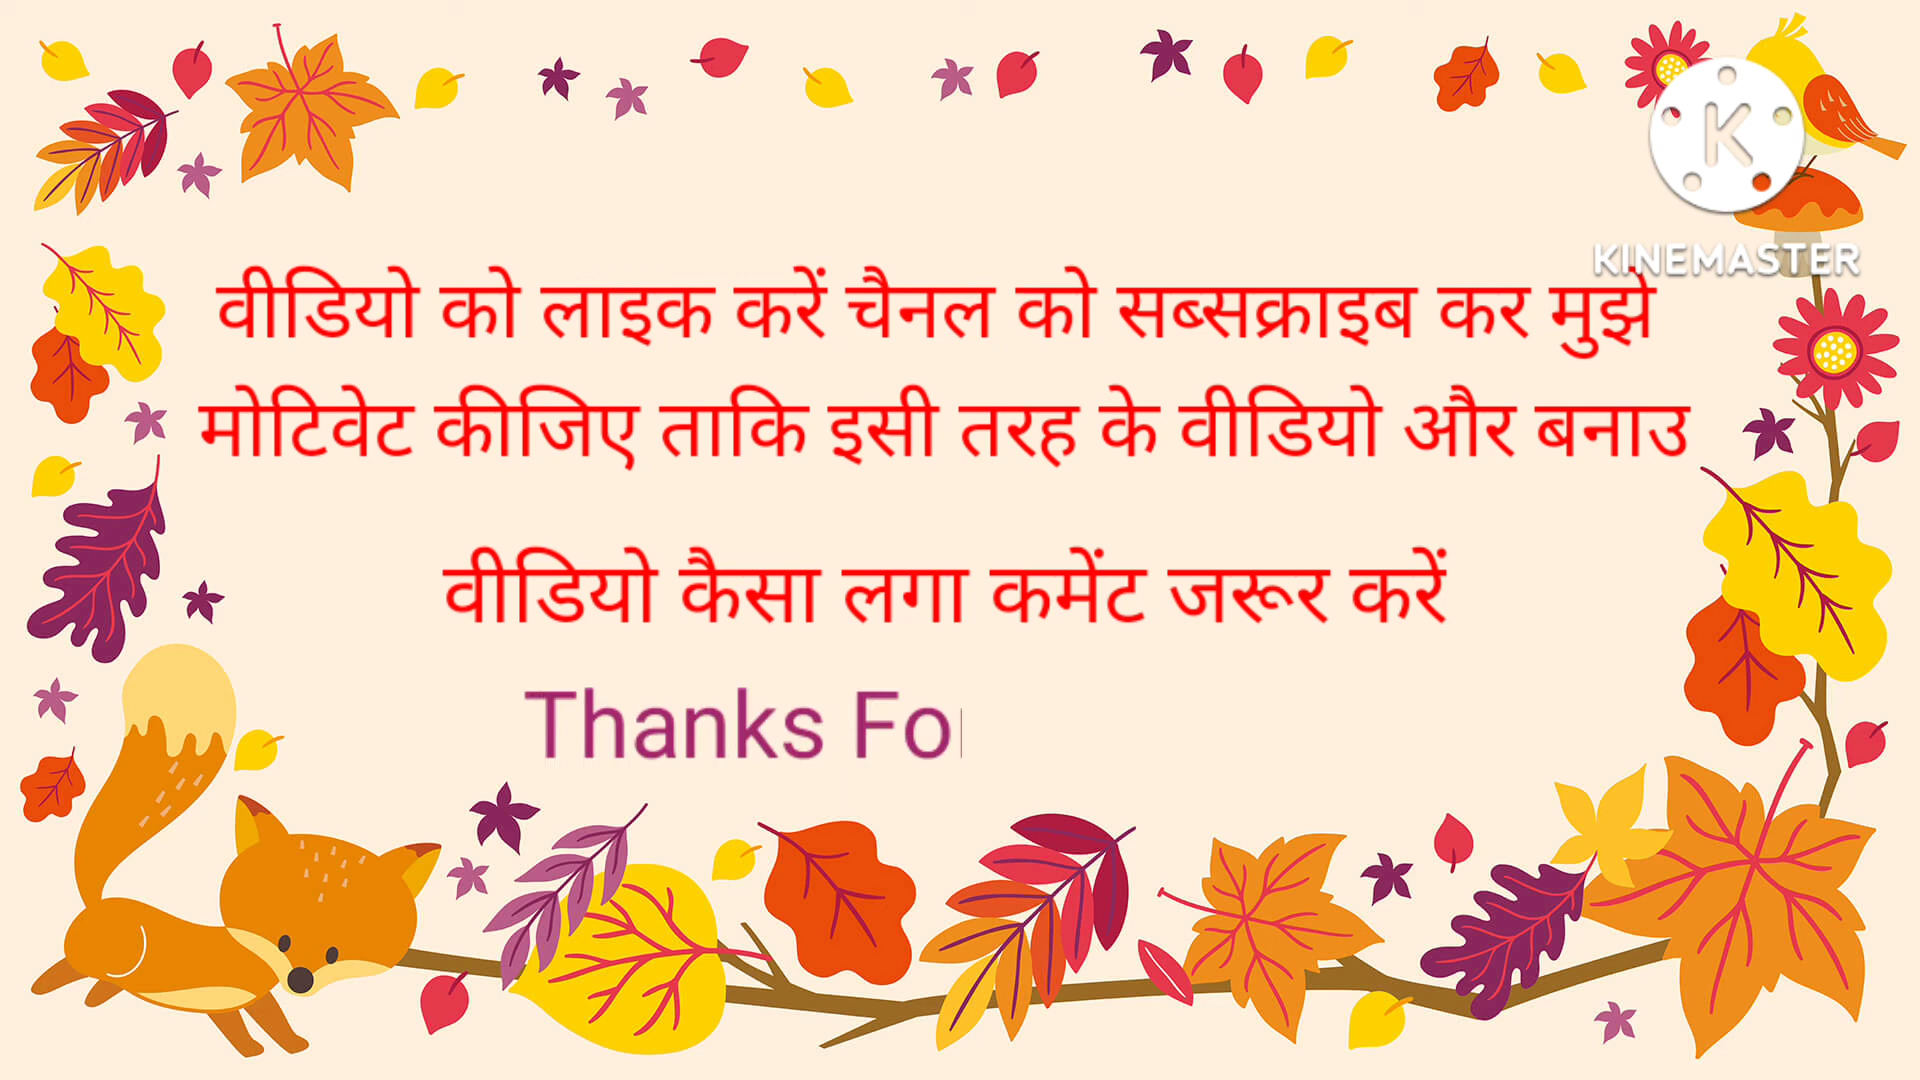 KINEMASTER
वीडियो को लाइक करें चैनल को सब्सक्राइब कर मुझे
मोटिवेट कीजिए ताकि इसी तरह के वीडियो और बनाउ
वीडियो कैसा लगा कमेंट जरूर करें
Thanks Fo